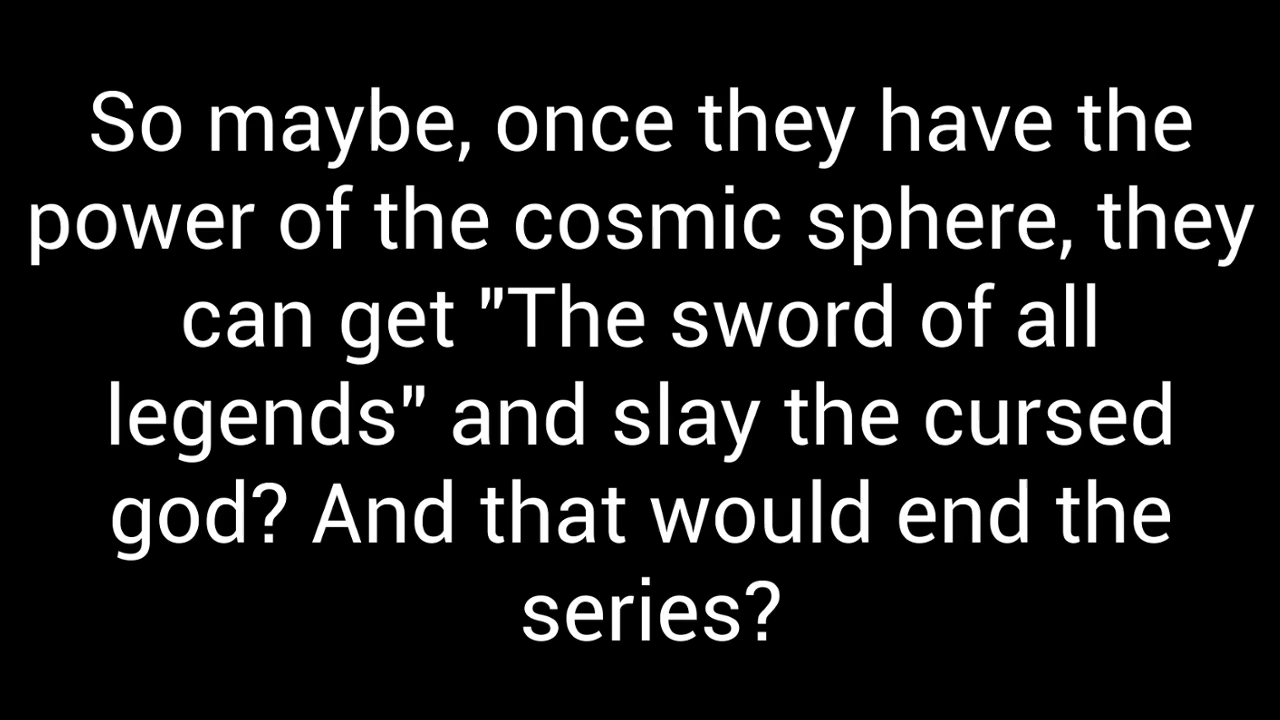 So maybe, once they have the
power of the cosmic sphere, they
can get "The sword of all
legends" and slay the cursed
god? And that would end the
series?